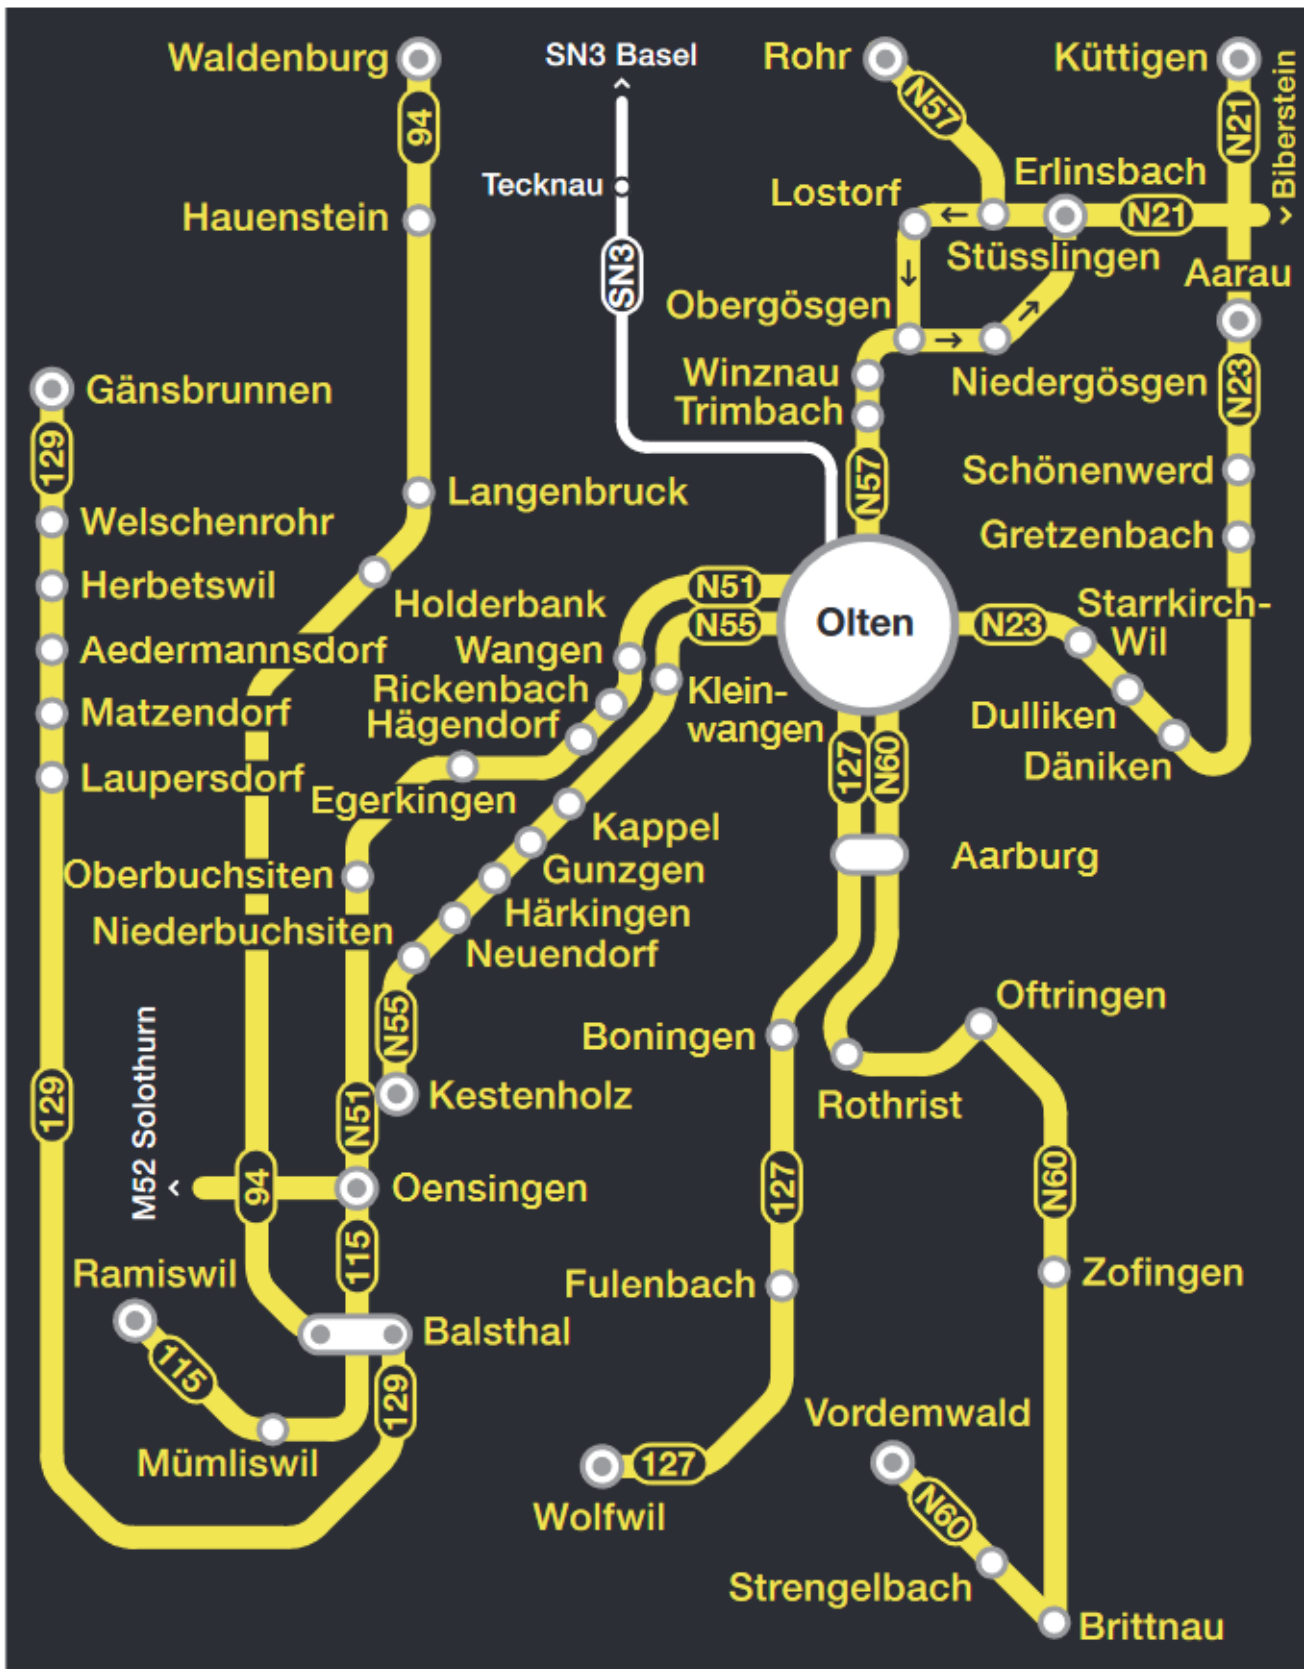 Waldenburg
94
Hauenstein
Langenbruck
Holderbank
SN3 Basel
Tecknau
SN3
Rohr
N57
Küttigen
N21
Biberstein
Erlinsbach
Lostorf
N21
Stüsslingen
Aarau
Obergösgen
Niedergösgen
Winznau
Trimbach
N57
N23
Schönenwerd
Gretzenbach
Gänsbrunnen
129
Welschenrohr
Herbetswil
Aedermannsdorf
Matzendorf
Laupersdorf
N51
N55
Olten
N23
Starrkirch-
Wil
Dulliken
Däniken
Wangen
Rickenbach
Hägendorf
Egerkingen
Klein-
wangen
127
N60
Kappel
Gunzgen
Härkingen
Neuendorf
Aarburg
Oberbuchsiten
Niederbuchsiten
N55
Kestenholz
Boningen
Oftringen
Rothrist
129
M52 Solothurn
94
N51
Oensingen
115
127
N60
Ramiswil
115
Balsthal
129
Mümliswil
Fulenbach
Zofingen
127
Wolfwil
Vordemwald
N60
Strengelbach
Brittnau